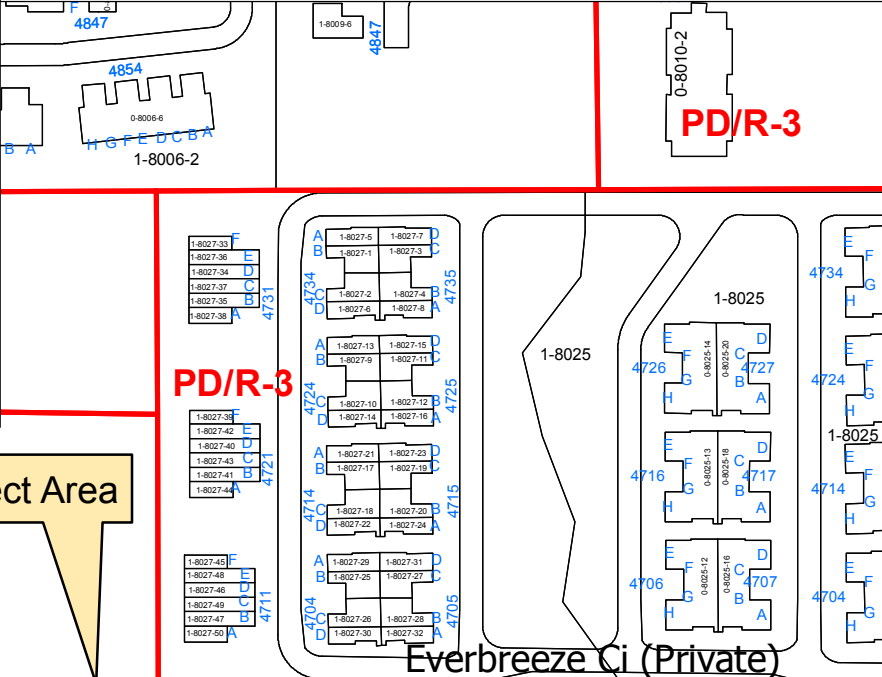 F
4847
1-8009-6
4847
0-8010-2
PD/R-3
4854
0-8006-6
B A
H G F E D C B A
1-8006-2
1-8027-33 F
1-8027-36 E
1-8027-34 D
1-8027-37 C
1-8027-35 B
1-8027-38 A
4731
A 1-8027-5 1-8027-7 D
B 1-8027-1 1-8027-3 C
4734
4735
C 1-8027-2 1-8027-4 B
D 1-8027-6 1-8027-8 A
A 1-8027-13 1-8027-15 D
B 1-8027-9 1-8027-11 C
4724
4725
C 1-8027-10 1-8027-12 B
D 1-8027-14 1-8027-16 A
PD/R-3
1-8027-39 F
1-8027-42 E
1-8027-40 D
1-8027-43 C
1-8027-41 B
1-8027-44 A
4721
A 1-8027-21 1-8027-23 D
B 1-8027-17 1-8027-19 C
4714
4715
C 1-8027-18 1-8027-20 B
D 1-8027-22 1-8027-24 A
ect Area
1-8027-45 F
1-8027-48 E
1-8027-46 D
1-8027-49 C
1-8027-47 B
1-8027-50 A
4711
A 1-8027-29 1-8027-31 D
B 1-8027-25 1-8027-27 C
4704
4705
C 1-8027-26 1-8027-28 B
D 1-8027-30 1-8027-32 A
1-8025
1-8025
E D
F C
4726 0-8025-14 0-8025-20 4727
G B
H A
E D
F C
4716 0-8025-13 0-8025-18 4717
G B
H A
E D
F C
4706 0-8025-12 0-8025-16 4707
G B
H A
E
F
4734
G
H
E
F
4724
G
H
1-8025
E
F
4714
G
H
E
F
4704
G
H
Everbreeze Ci (Private)